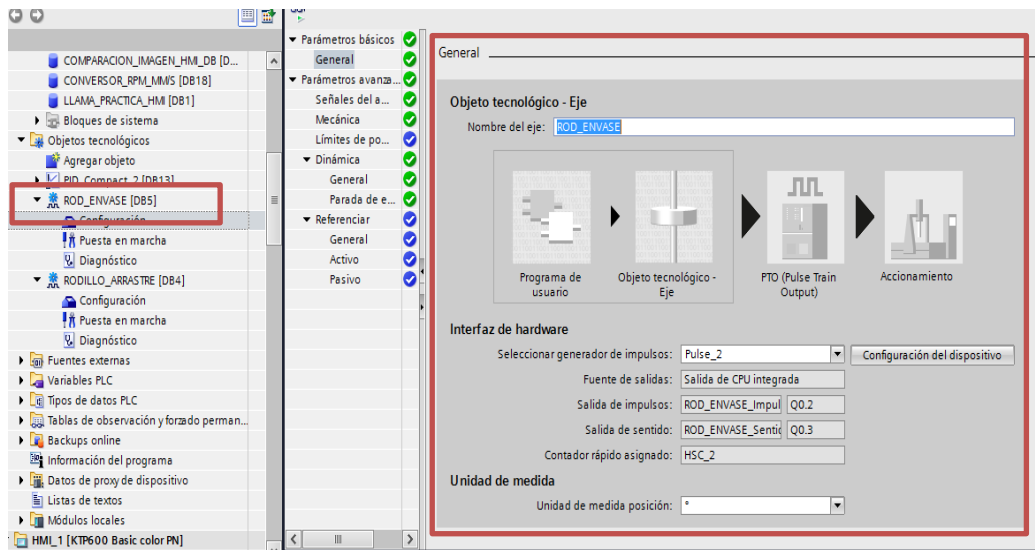 COMPARACION_IMAGEN_HMI_DB [D...
CONVERSOR_RPM_MM/S [DB18]
LLAMA_PRACTICA_HMI [DB1]
Bloques de sistema
Objetos tecnológicos
Agregar objeto
PID_Compact_2 [DB13]
ROD_ENVASE [DB5]
Configuración
Puesta en marcha
Diagnóstico
RODILLO_ARRASTRE [DB4]
Configuración
Puesta en marcha
Diagnóstico
Fuentes externas
Variables PLC
Tipos de datos PLC
Tablas de observación y forzado perman...
Backups online
Información del programa
Datos de proxy de dispositivo
Listas de textos
Módulos locales
HMI_1 [KTP600 Basic color PN]
Parámetros básicos
General
Parámetros avanza...
Señales del a...
Mecánica
Límites de po...
Dinámica
General
Parada de e...
Referenciar
General
Activo
Pasivo
General
Objeto tecnológico - Eje
Nombre del eje: ROD_ENVASE
Programa de
usuario
Objeto tecnológico -
Eje
PTO (Pulse Train
Output)
Accionamiento
Interfaz de hardware
Seleccionar generador de impulsos: Pulse_2 Configuración del dispositivo
Fuente de salidas: Salida de CPU integrada
Salida de impulsos: ROD_ENVASE_Impul Q0.2
Salida de sentido: ROD_ENVASE_Sentic Q0.3
Contador rápido asignado: HSC_2
Unidad de medida
Unidad de medida posición: °